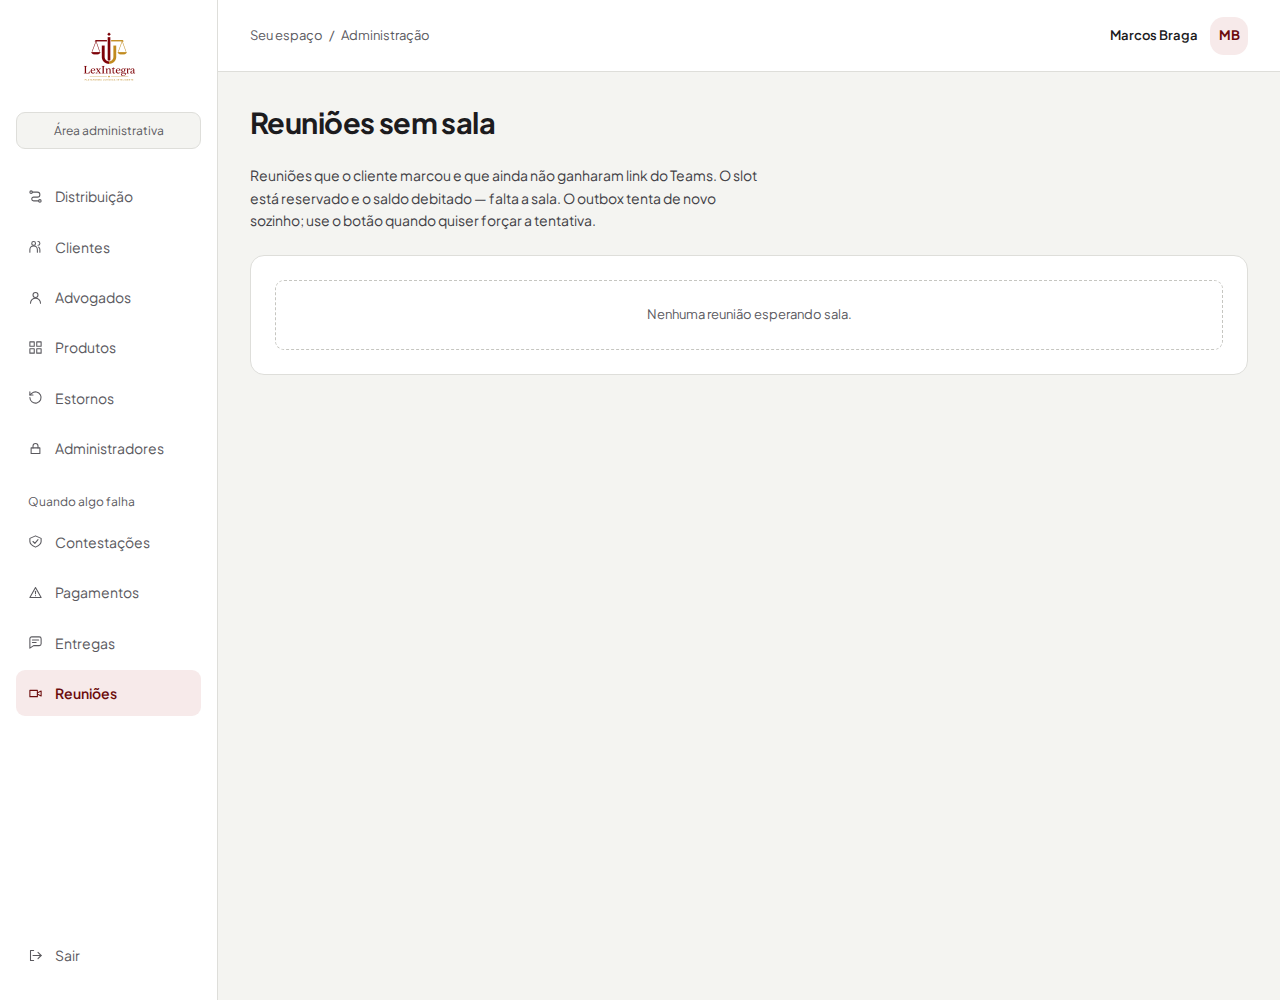 LexIntegra
Área administrativa
Distribuição
Clientes
Advogados
Produtos
Estornos
Administradores
Quando algo falha
Contestações
Pagamentos
Entregas
Reuniões
Sair
Seu espaço / Administração
Marcos Braga MB
Reuniões sem sala
Reuniões que o cliente marcou e que ainda não ganharam link do Teams. O slot
está reservado e o saldo debitado — falta a sala. O outbox tenta de novo
sozinho; use o botão quando quiser forçar a tentativa.
Nenhuma reunião esperando sala.